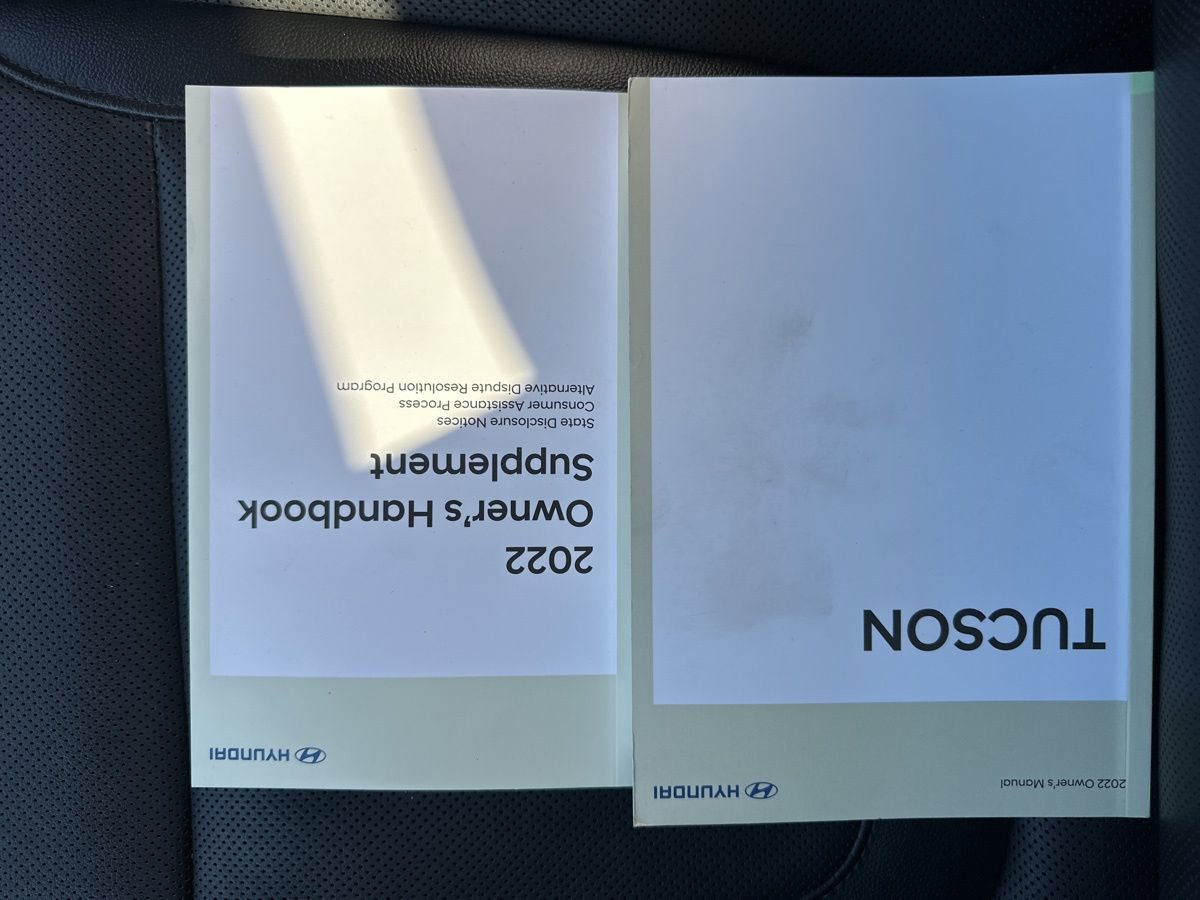 2022 Owner's Manual
HYUNDAI
TUCSON
HYUNDAI
2022
Owner's Handbook
Supplement
State Disclosure Notices
Consumer Assistance Process
Alternative Dispute Resolution Program